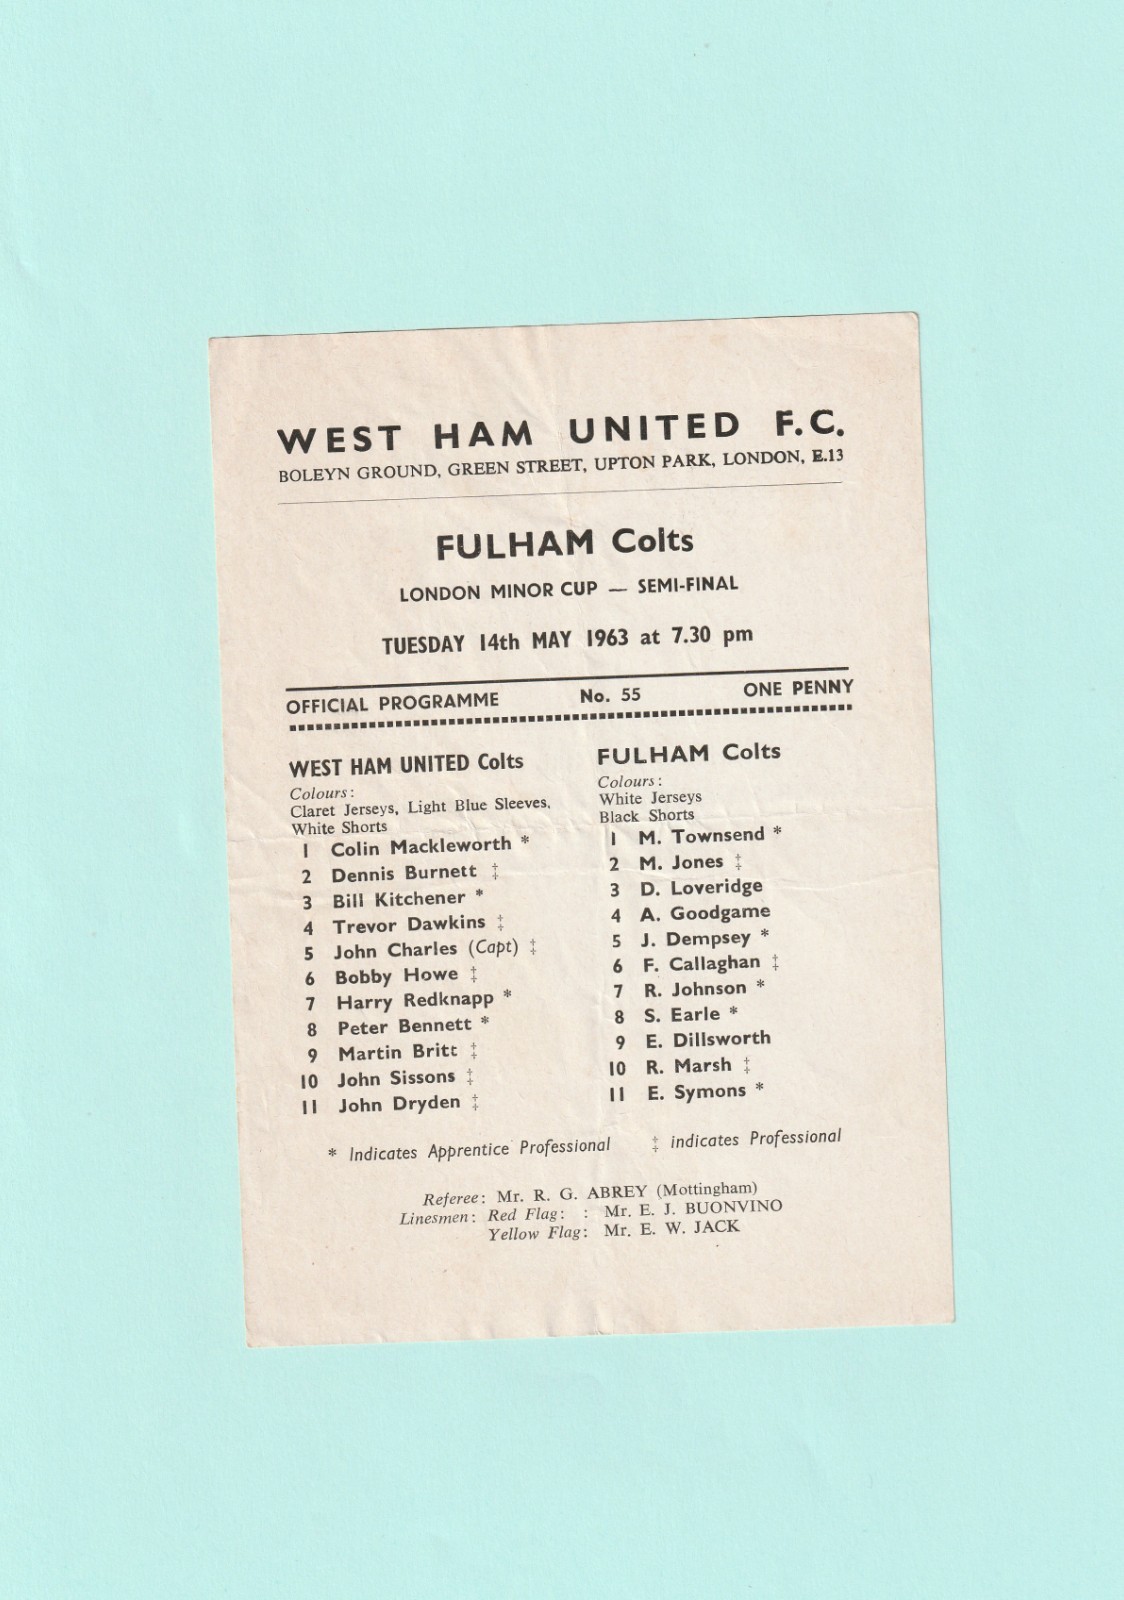 WEST HAM UNITED F.C.
BOLEYN GROUND, GREEN STREET, UPTON PARK, LONDON, E.13
FULHAM Colts
LONDON MINOR CUP — SEMI-FINAL
TUESDAY 14th MAY 1963 at 7.30 pm
OFFICIAL PROGRAMME No. 55 ONE PENNY
WEST HAM UNITED Colts
Colours:
Claret Jerseys, Light Blue Sleeves,
White Shorts
1 Colin Mackleworth *
2 Dennis Burnett ‡
3 Bill Kitchener *
4 Trevor Dawkins ‡
5 John Charles (Capt) ‡
6 Bobby Howe ‡
7 Harry Redknapp *
8 Peter Bennett *
9 Martin Britt ‡
10 John Sissons ‡
11 John Dryden ‡
FULHAM Colts
Colours:
White Jerseys
Black Shorts
1 M. Townsend *
2 M. Jones ‡
3 D. Loveridge
4 A. Goodgame
5 J. Dempsey *
6 F. Callaghan ‡
7 R. Johnson *
8 S. Earle *
9 E. Dillsworth
10 R. Marsh ‡
11 E. Symons *
* Indicates Apprentice Professional ‡ indicates Professional
Referee: Mr. R. G. ABREY (Mottingham)
Linesmen: Red Flag: : Mr. E. J. BUONVINO
Yellow Flag: Mr. E. W. JACK